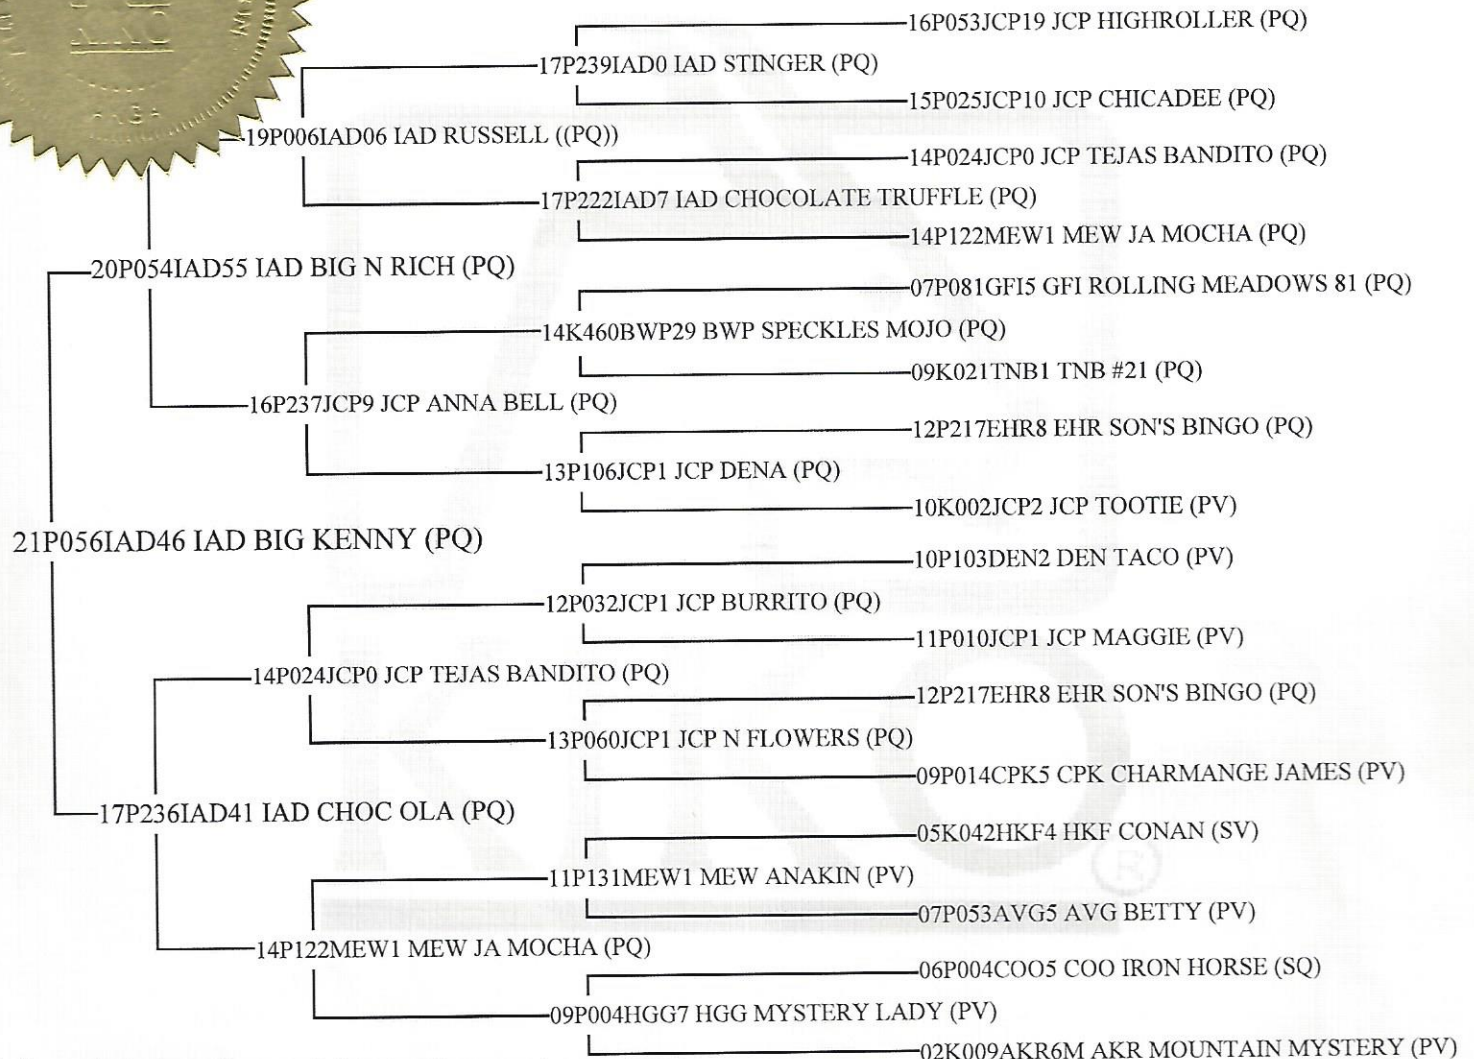 16P053JCP19 JCP HIGHROLLER (PQ)
17P239IAD0 IAD STINGER (PQ)
15P025JCP10 JCP CHICADEE (PQ)
19P006IAD06 IAD RUSSELL ((PQ))
14P024JCP0 JCP TEJAS BANDITO (PQ)
17P222IAD7 IAD CHOCOLATE TRUFFLE (PQ)
14P122MEW1 MEW JA MOCHA (PQ)
20P054IAD55 IAD BIG N RICH (PQ)
07P081GFI5 GFI ROLLING MEADOWS 81 (PQ)
14K460BWP29 BWP SPECKLES MOJO (PQ)
09K021TNB1 TNB #21 (PQ)
16P237JCP9 JCP ANNA BELL (PQ)
12P217EHR8 EHR SON'S BINGO (PQ)
13P106JCP1 JCP DENA (PQ)
10K002JCP2 JCP TOOTIE (PV)
21P056IAD46 IAD BIG KENNY (PQ)
10P103DEN2 DEN TACO (PV)
12P032JCP1 JCP BURRITO (PQ)
11P010JCP1 JCP MAGGIE (PV)
14P024JCP0 JCP TEJAS BANDITO (PQ)
12P217EHR8 EHR SON'S BINGO (PQ)
13P060JCP1 JCP N FLOWERS (PQ)
09P014CPK5 CPK CHARMANGE JAMES (PV)
17P236IAD41 IAD CHOC OLA (PQ)
05K042HKF4 HKF CONAN (SV)
11P131MEW1 MEW ANAKIN (PV)
07P053AVG5 AVG BETTY (PV)
14P122MEW1 MEW JA MOCHA (PQ)
06P004COO5 COO IRON HORSE (SQ)
09P004HGG7 HGG MYSTERY LADY (PV)
02K009AKR6M AKR MOUNTAIN MYSTERY (PV)
KIKO
®